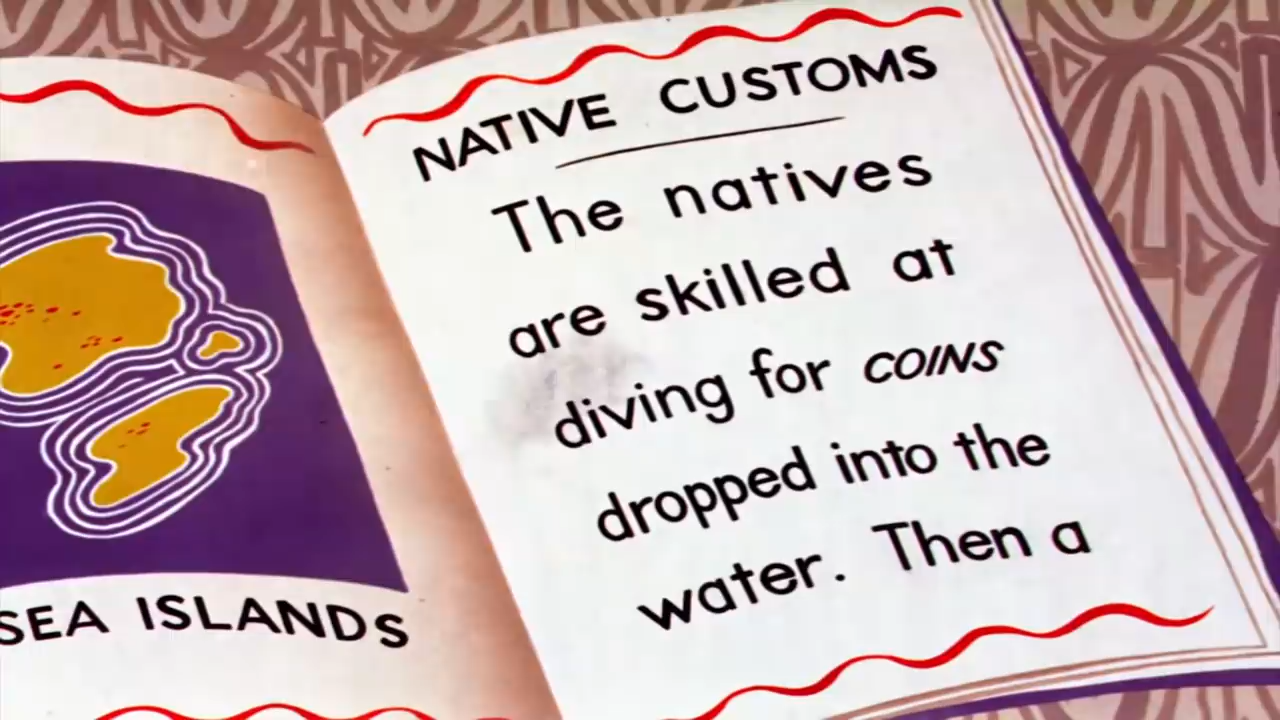 SEA ISLANDS
NATIVE CUSTOMS
The natives
are skilled at
diving for COINS
dropped into the
water. Then a